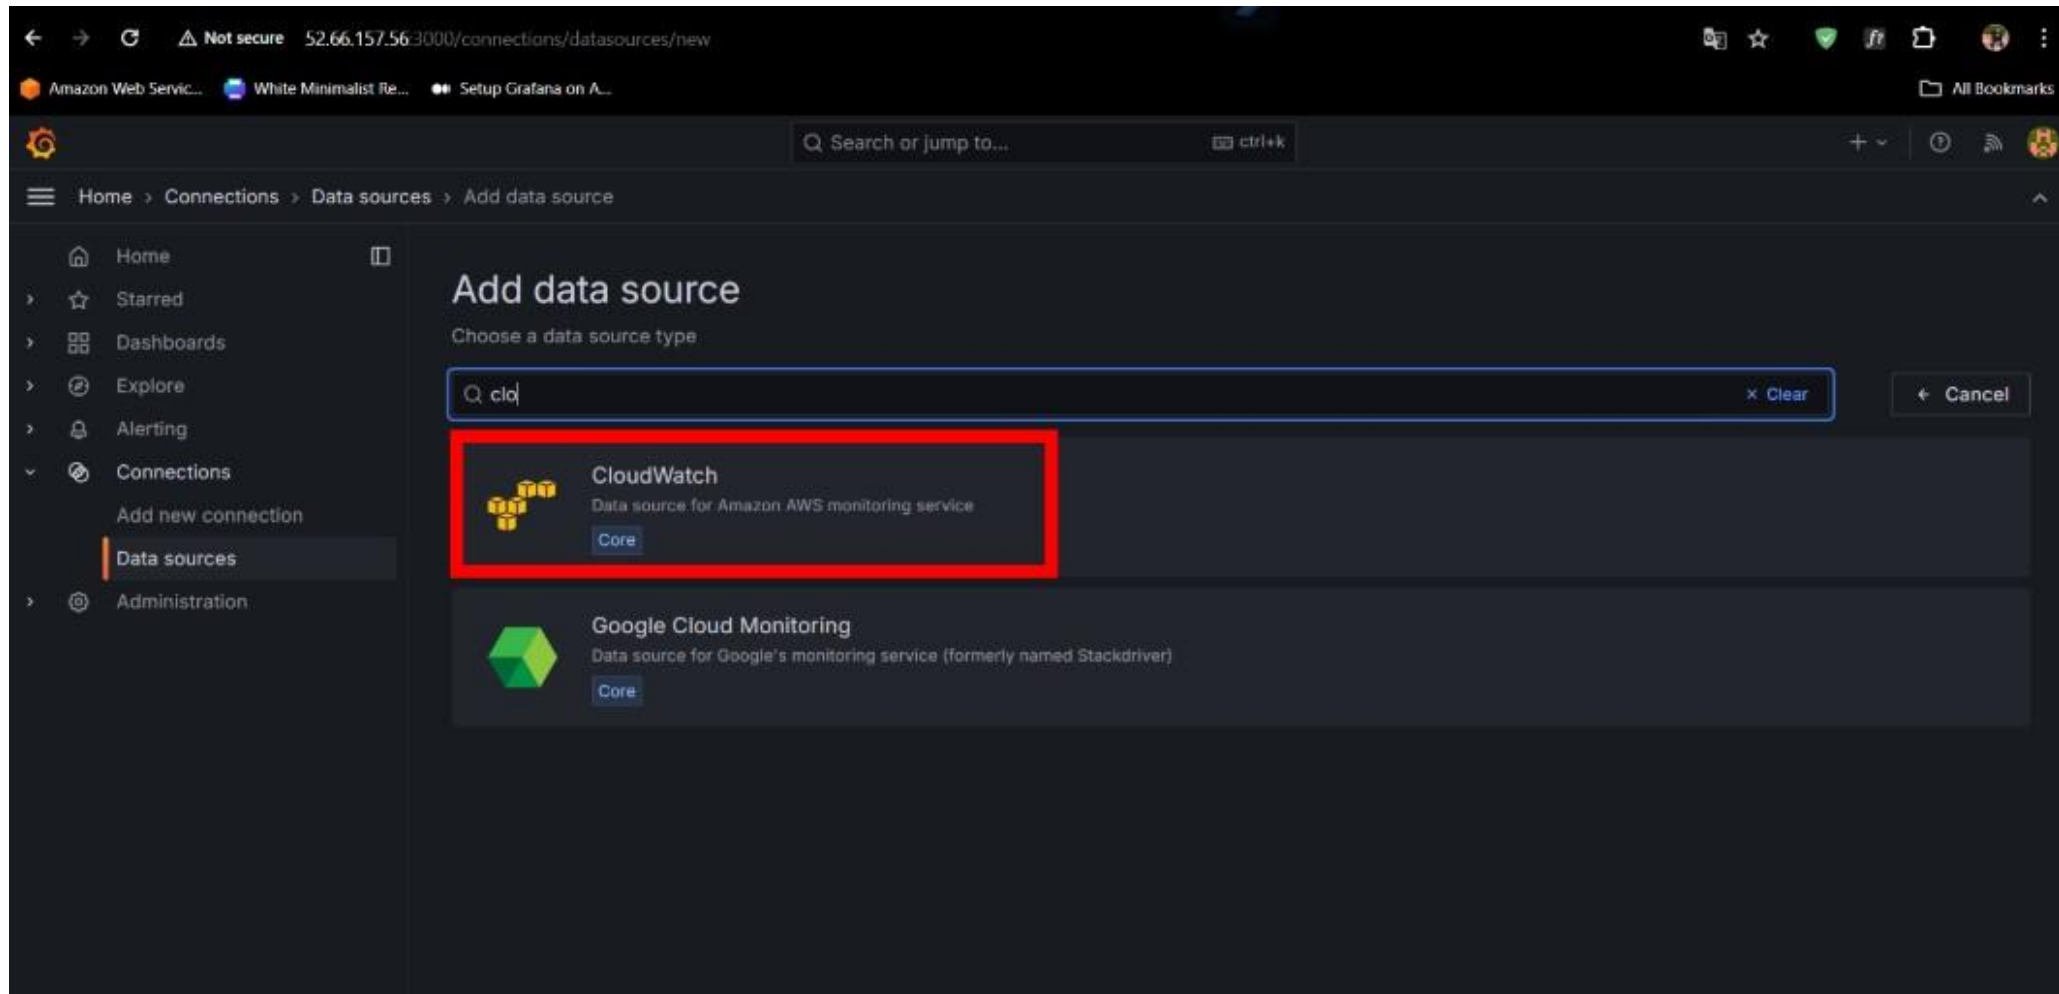 Not secure 52.66.157.56:3000/connections/datasources/new
Amazon Web Servic... White Minimalist Re... Setup Grafana on A... All Bookmarks
Search or jump to... ctrl+k
Home › Connections › Data sources › Add data source
Home
Starred
Dashboards
Explore
Alerting
Connections
Add new connection
Data sources
Administration
Add data source
Choose a data source type
clo × Clear ← Cancel
CloudWatch
Data source for Amazon AWS monitoring service
Core
Google Cloud Monitoring
Data source for Google's monitoring service (formerly named Stackdriver)
Core